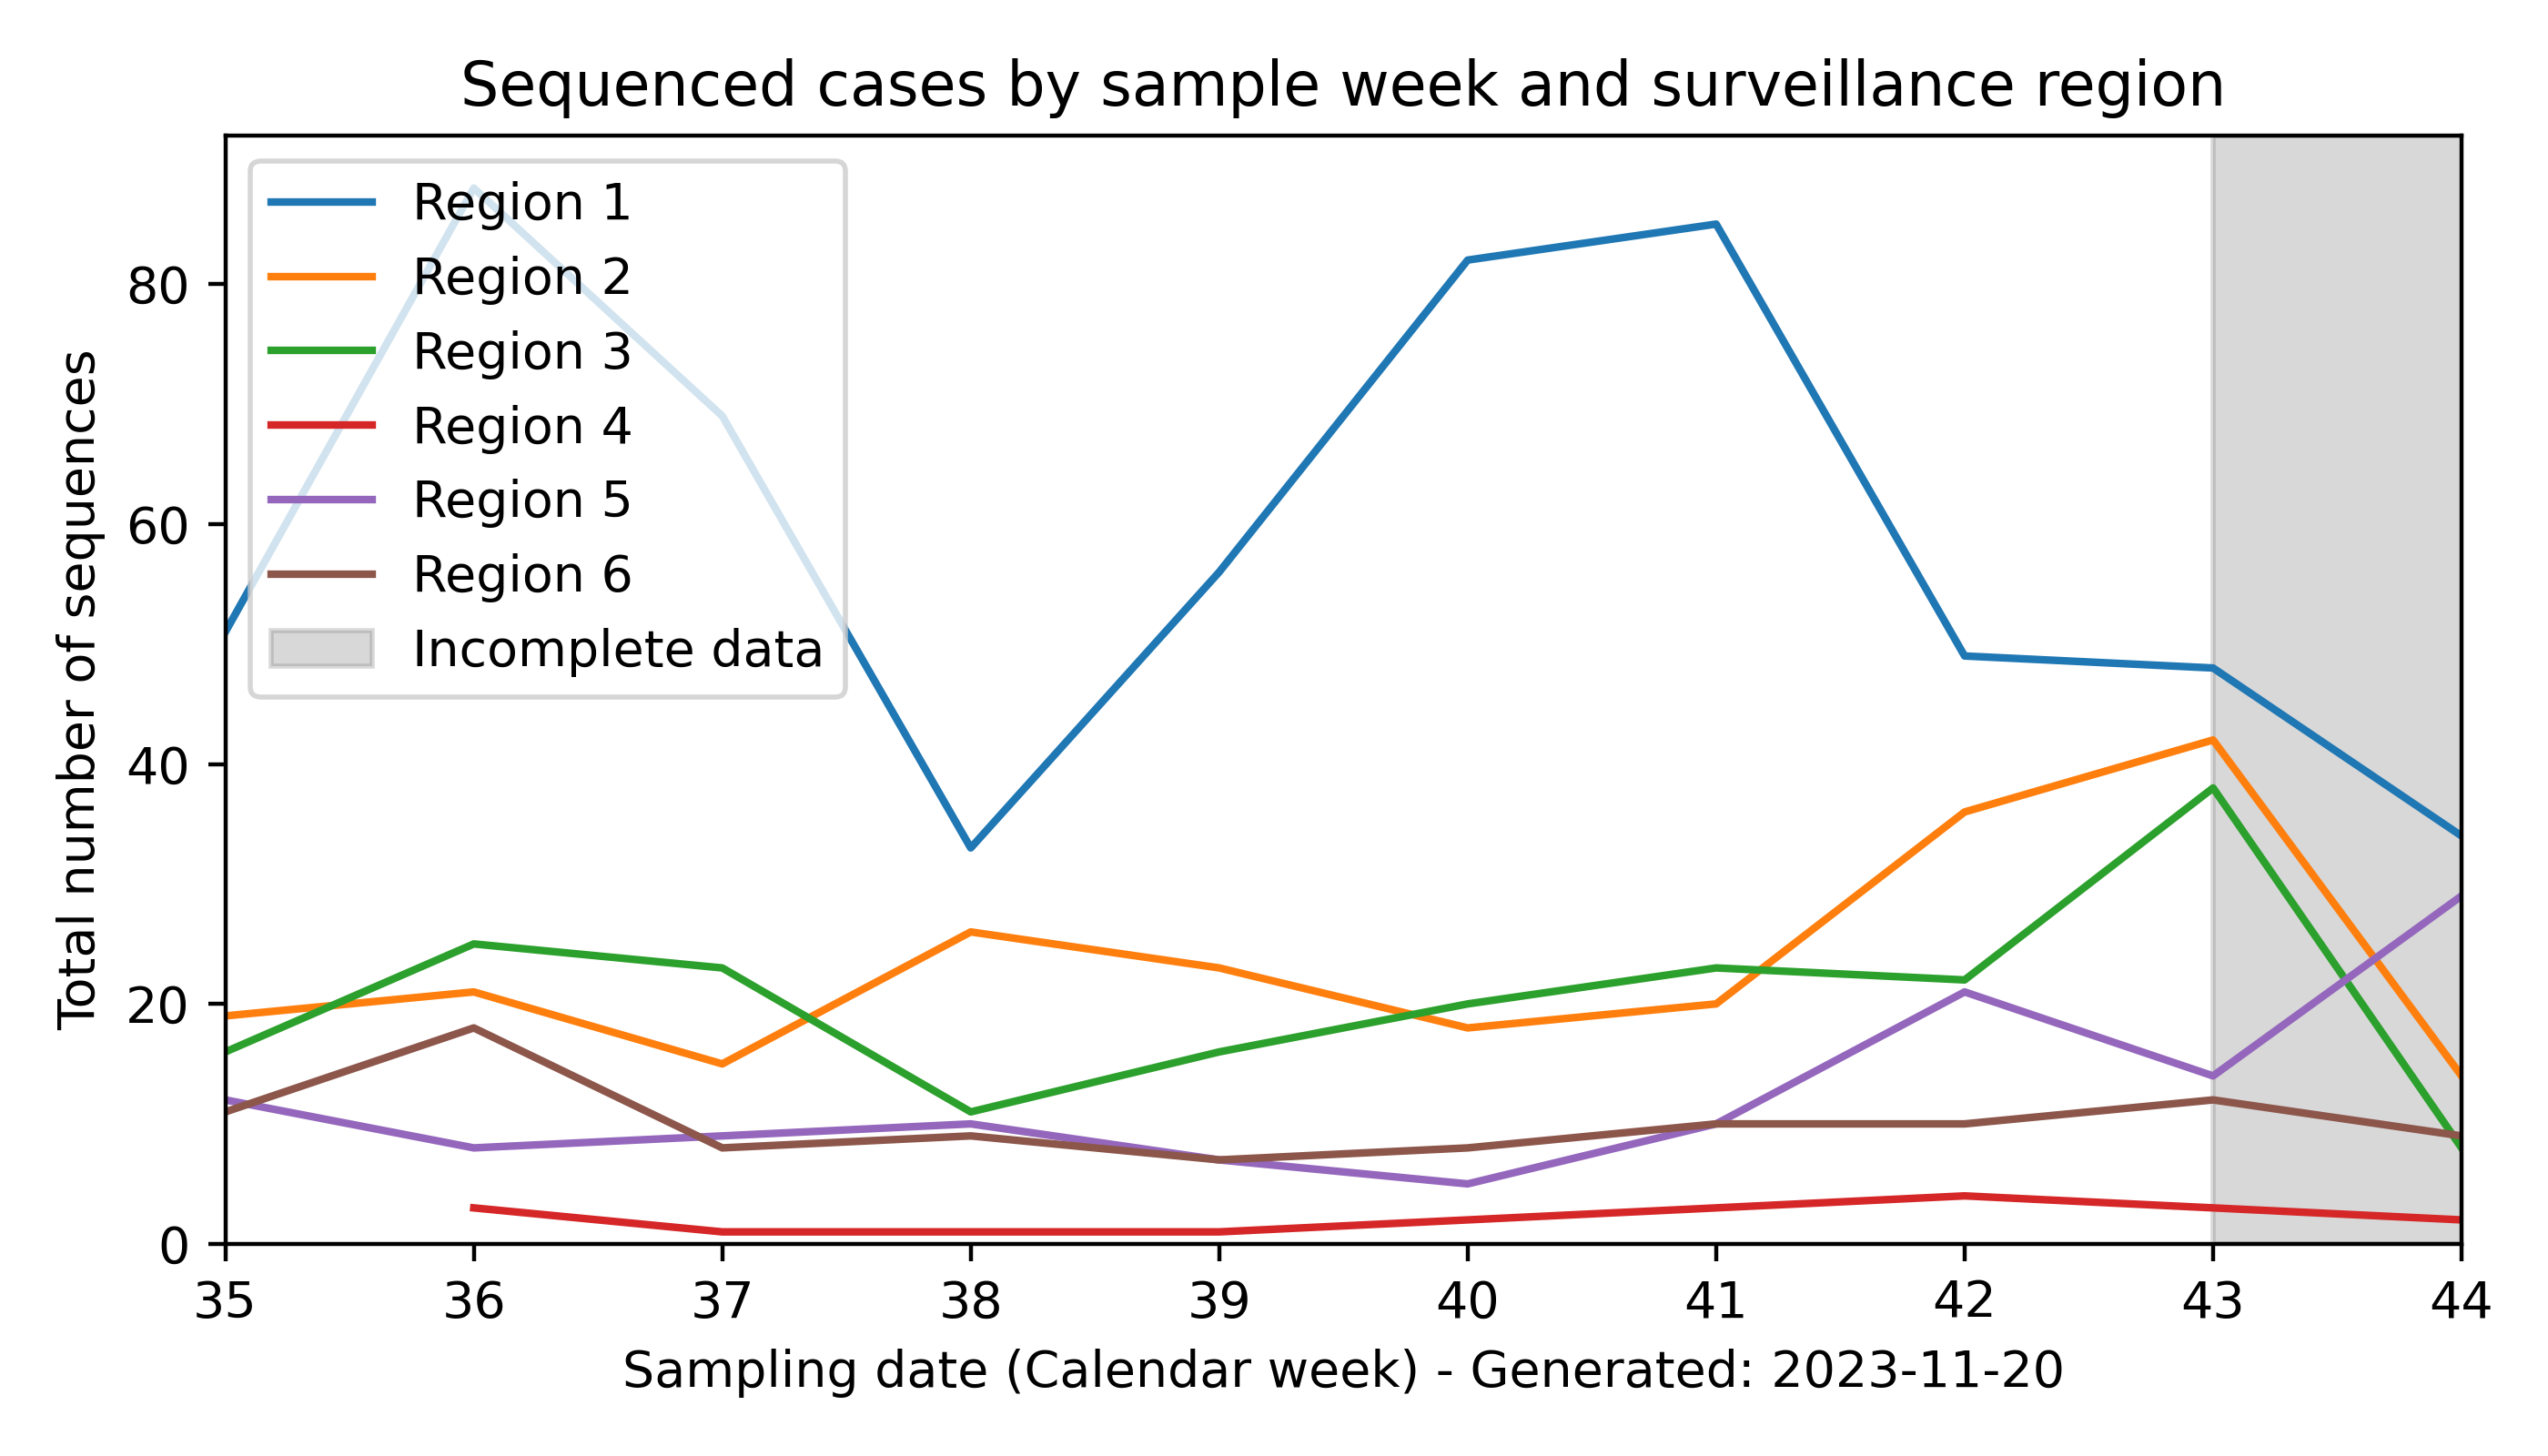 Sequenced cases by sample week and surveillance region
Region 1
Region 2
Region 3
Region 4
Region 5
Region 6
Incomplete data
Total number of sequences
80
60
40
20
0
35 36 37 38 39 40 41 42 43 44
Sampling date (Calendar week) - Generated: 2023-11-20